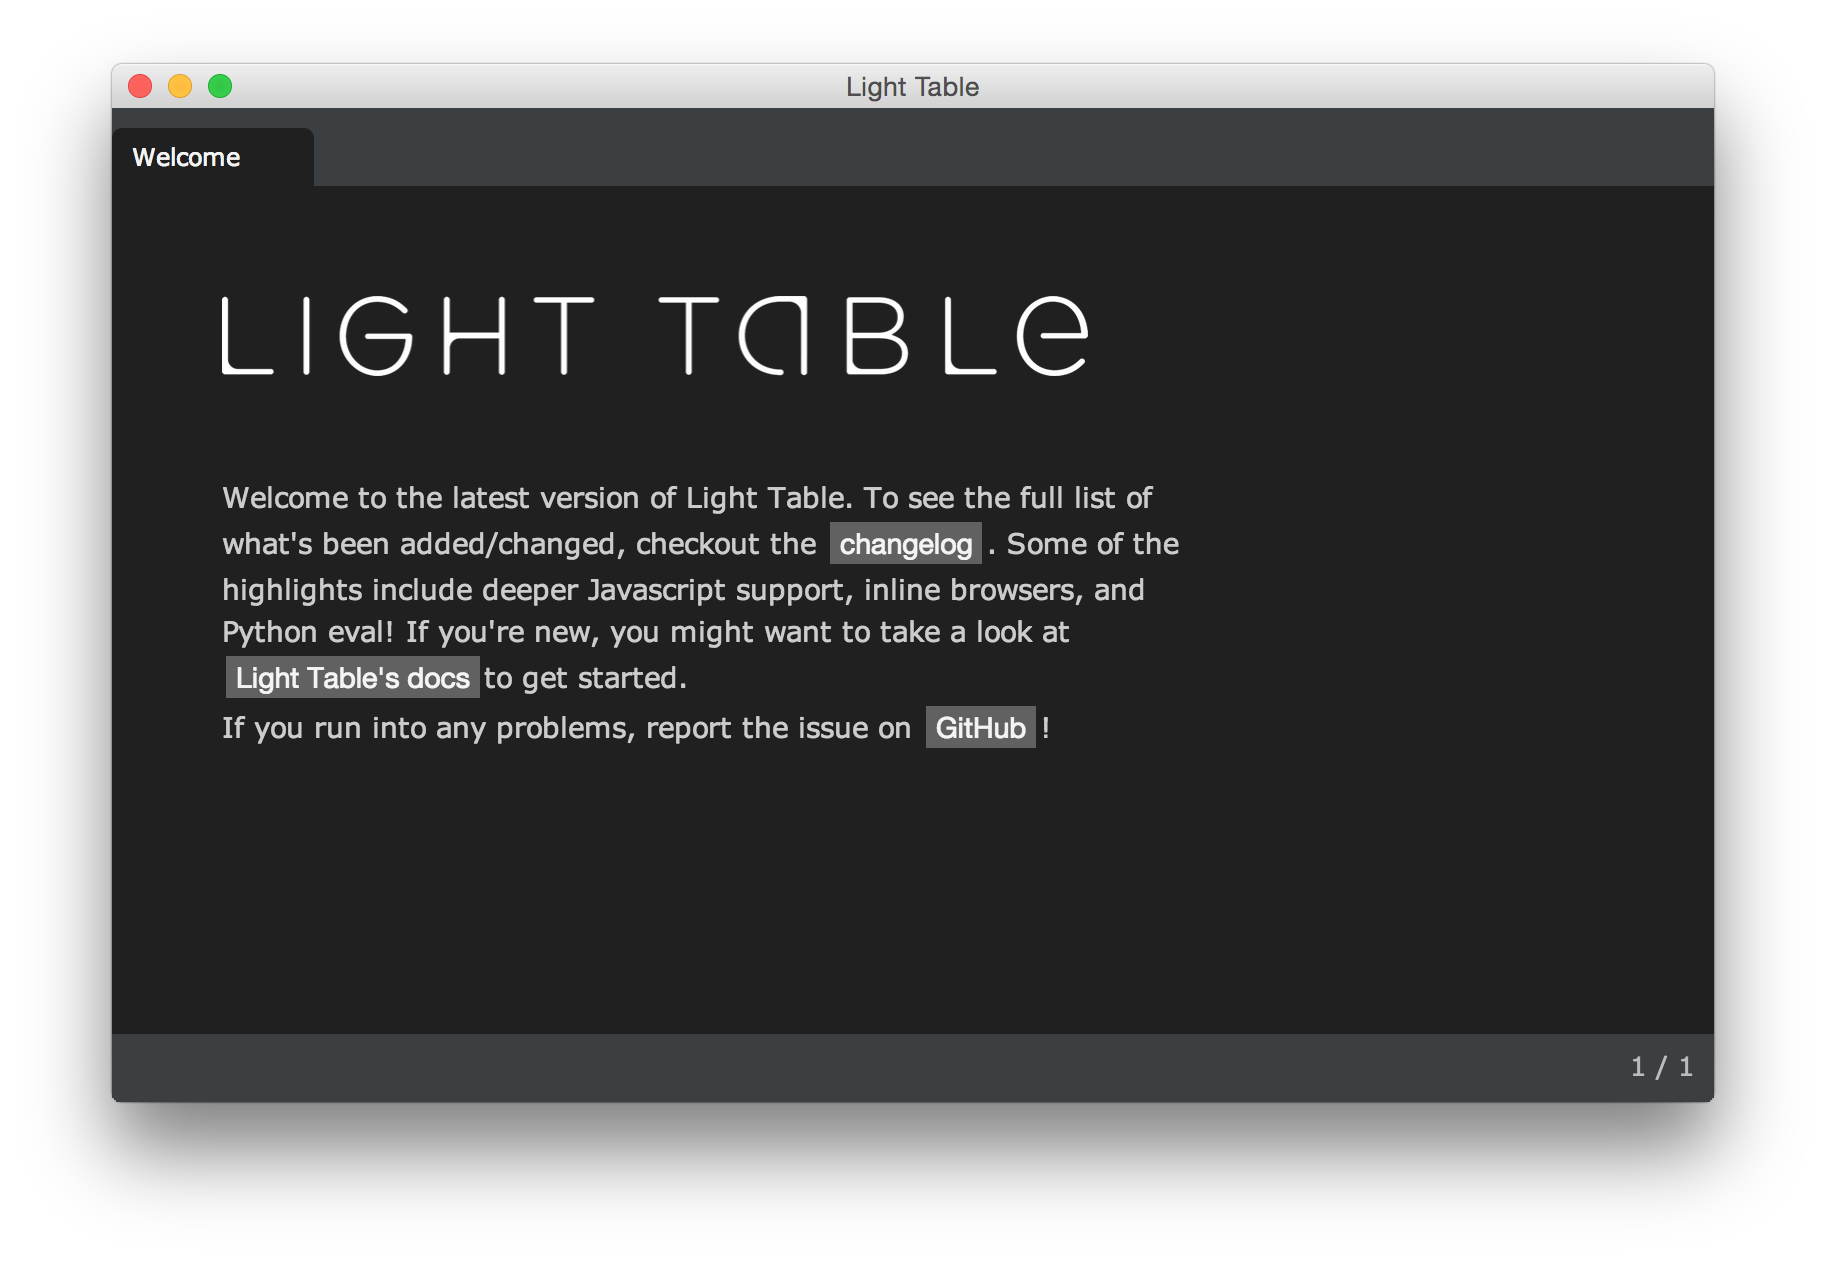 Light Table
Welcome
LIGHT TaBLe
Welcome to the latest version of Light Table. To see the full list of
what's been added/changed, checkout the changelog . Some of the
highlights include deeper Javascript support, inline browsers, and
Python eval! If you're new, you might want to take a look at
Light Table's docs to get started.
If you run into any problems, report the issue on GitHub !
1 / 1